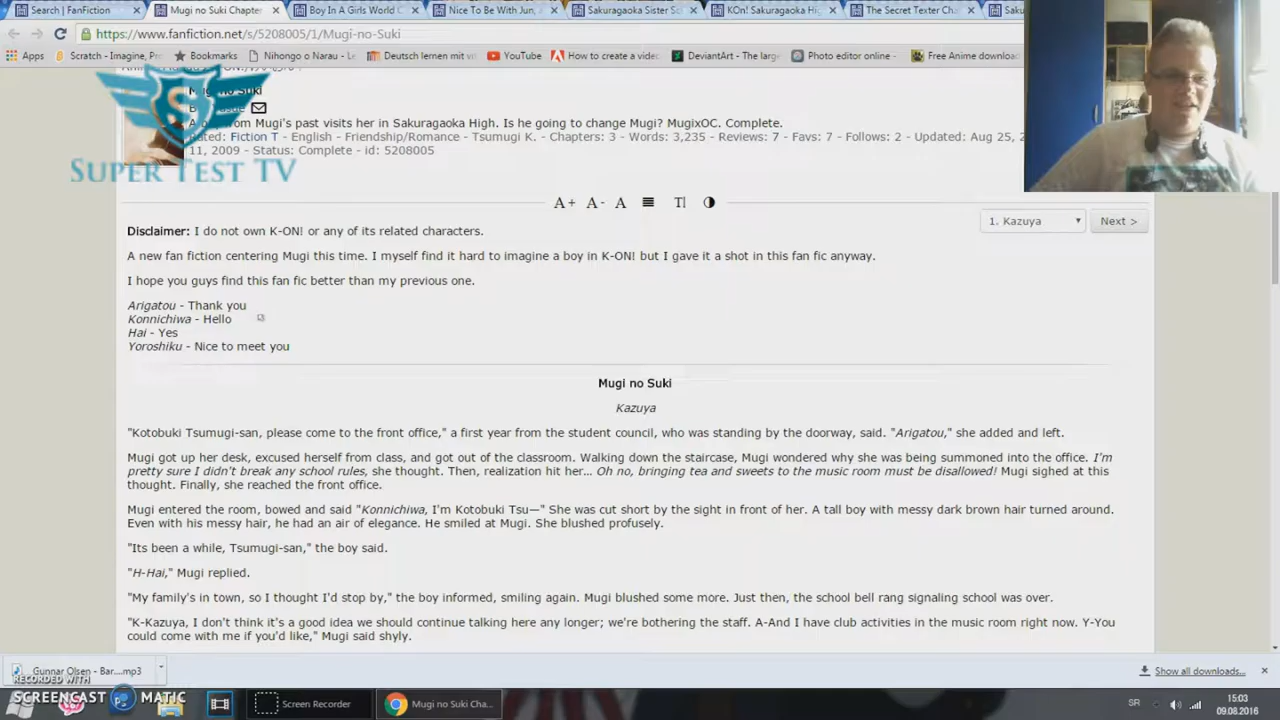 Search | FanFiction
Mugi no Suki Chapter
Boy In A Girls World C
Nice To Be With Jun, a
Sakuragaoka Sister Sc
KOn! Sakuragaoka Hig
The Secret Texter Cha
Saku
https://www.fanfiction.net/s/5208005/1/Mugi-no-Suki
Apps
Scratch - Imagine, Pro
Bookmarks
Nihongo o Narau - Le
Deutsch lernen mit vi
YouTube
How to create a video
DeviantArt - The large
Photo editor online -
Free Anime download
Mugi no Suki
from Mugi's past visits her in Sakuragaoka High. Is he going to change Mugi? MugixOC. Complete.
Rated: Fiction T - English - Friendship/Romance - Tsumugi K. - Chapters: 3 - Words: 3,235 - Reviews: 7 - Favs: 7 - Follows: 2 - Updated: Aug 25, 2
11, 2009 - Status: Complete - id: 5208005
S
SUPER TEST TV
A+ A- A
1. Kazuya
Next >
Disclaimer: I do not own K-ON! or any of its related characters.
A new fan fiction centering Mugi this time. I myself find it hard to imagine a boy in K-ON! but I gave it a shot in this fan fic anyway.
I hope you guys find this fan fic better than my previous one.
Arigatou - Thank you
Konnichiwa - Hello
Hai - Yes
Yoroshiku - Nice to meet you
Mugi no Suki
Kazuya
"Kotobuki Tsumugi-san, please come to the front office," a first year from the student council, who was standing by the doorway, said. "Arigatou," she added and left.
Mugi got up her desk, excused herself from class, and got out of the classroom. Walking down the staircase, Mugi wondered why she was being summoned into the office. I'm
pretty sure I didn't break any school rules, she thought. Then, realization hit her... Oh no, bringing tea and sweets to the music room must be disallowed! Mugi sighed at this
thought. Finally, she reached the front office.
Mugi entered the room, bowed and said "Konnichiwa, I'm Kotobuki Tsu—" She was cut short by the sight in front of her. A tall boy with messy dark brown hair turned around.
Even with his messy hair, he had an air of elegance. He smiled at Mugi. She blushed profusely.
"Its been a while, Tsumugi-san," the boy said.
"H-Hai," Mugi replied.
"My family's in town, so I thought I'd stop by," the boy informed, smiling again. Mugi blushed some more. Just then, the school bell rang signaling school was over.
"K-Kazuya, I don't think it's a good idea we should continue talking here any longer; we're bothering the staff. A-And I have club activities in the music room right now. Y-You
could come with me if you'd like," Mugi said shyly.
Gunnar Olsen - Bar....mp3
Show all downloads...
RECORDED WITH
SCREENCAST MATIC
Screen Recorder
Mugi no Suki Cha...
SR
15:03
09.08.2016